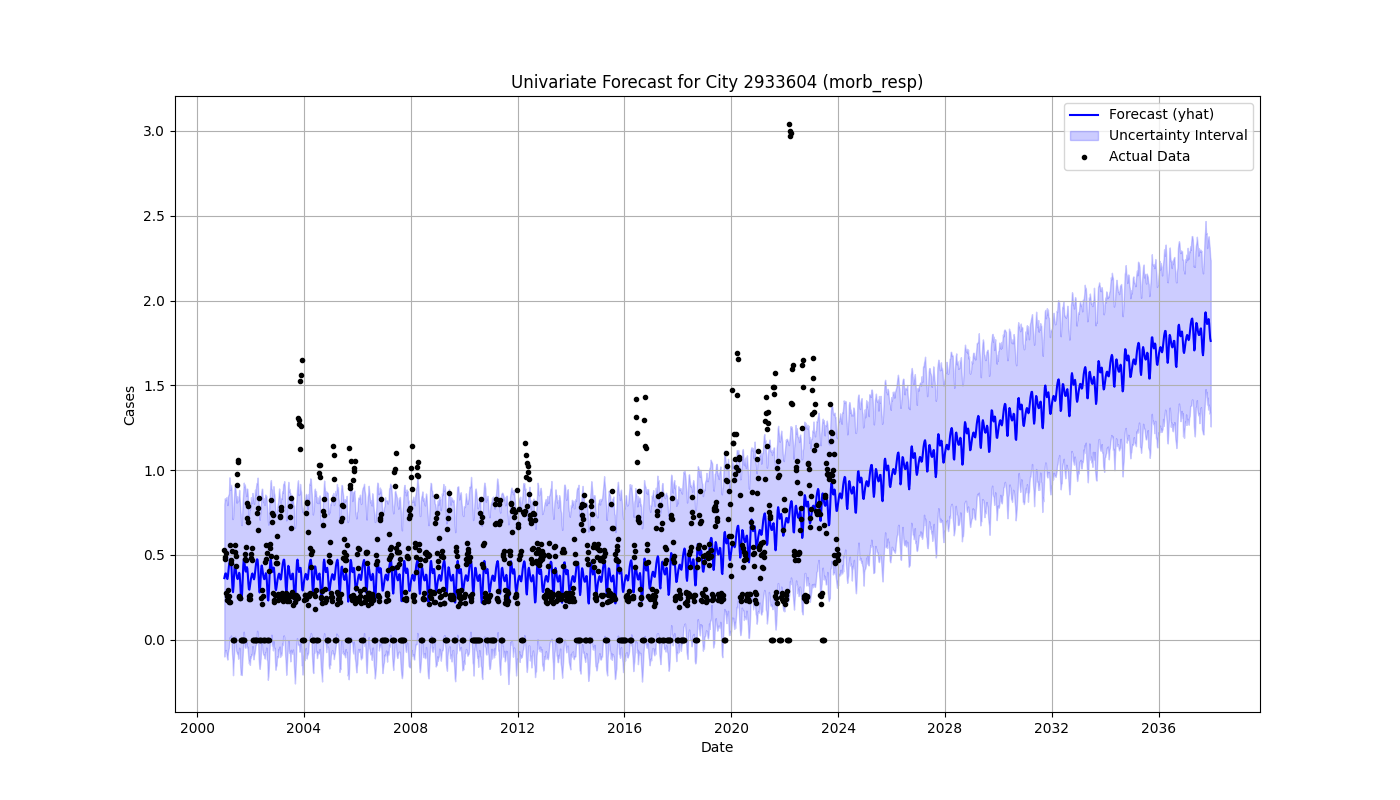 Univariate Forecast for City 2933604 (morb_resp)
Forecast (yhat)
Uncertainty Interval
Actual Data
3.0
2.5
2.0
1.5
1.0
0.5
0.0
Cases
2000 2004 2008 2012 2016 2020 2024 2028 2032 2036
Date